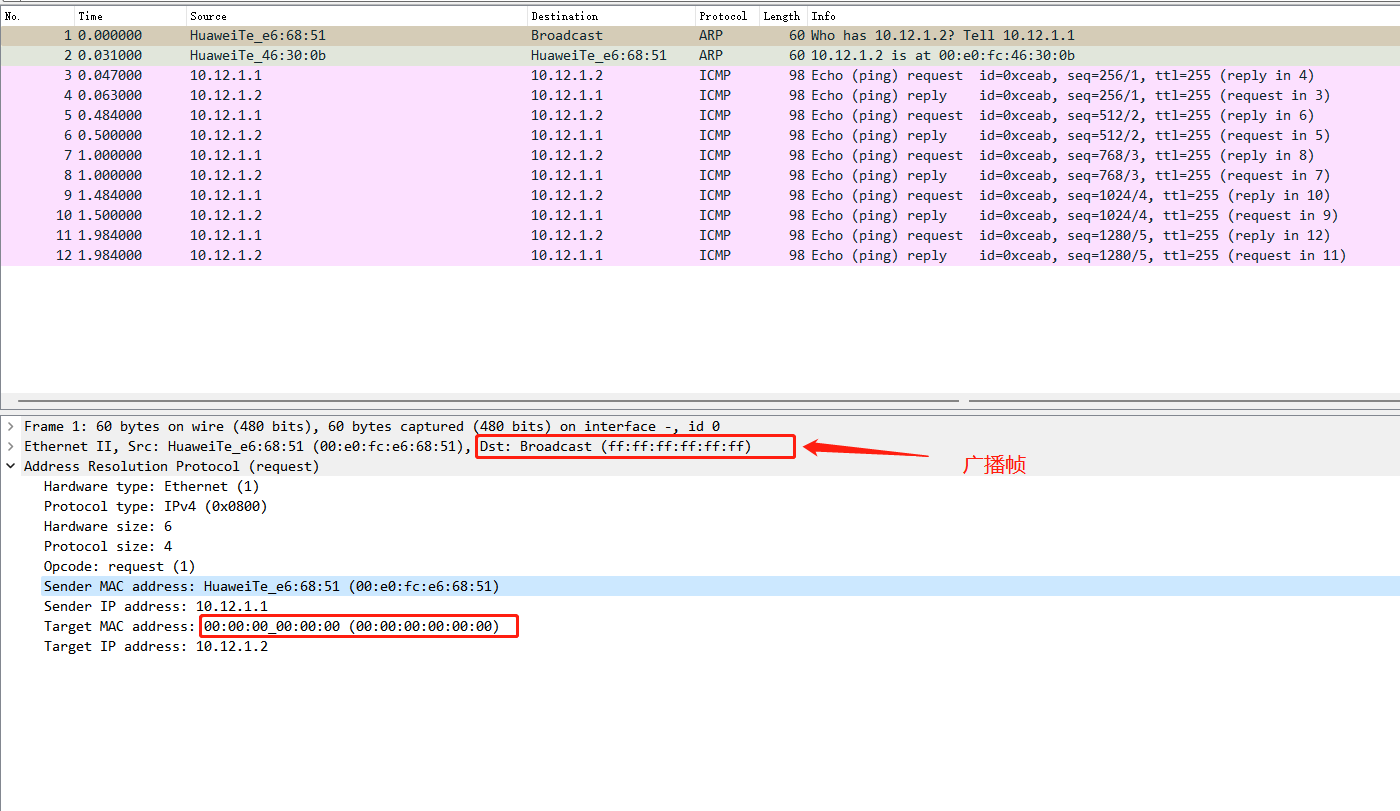 No. Time Source Destination Protocol Length Info
1 0.000000 HuaweiTe_e6:68:51 Broadcast ARP 60 Who has 10.12.1.2? Tell 10.12.1.1
2 0.031000 HuaweiTe_46:30:0b HuaweiTe_e6:68:51 ARP 60 10.12.1.2 is at 00:e0:fc:46:30:0b
3 0.047000 10.12.1.1 10.12.1.2 ICMP 98 Echo (ping) request id=0xceab, seq=256/1, ttl=255 (reply in 4)
4 0.063000 10.12.1.2 10.12.1.1 ICMP 98 Echo (ping) reply id=0xceab, seq=256/1, ttl=255 (request in 3)
5 0.484000 10.12.1.1 10.12.1.2 ICMP 98 Echo (ping) request id=0xceab, seq=512/2, ttl=255 (reply in 6)
6 0.500000 10.12.1.2 10.12.1.1 ICMP 98 Echo (ping) reply id=0xceab, seq=512/2, ttl=255 (request in 5)
7 1.000000 10.12.1.1 10.12.1.2 ICMP 98 Echo (ping) request id=0xceab, seq=768/3, ttl=255 (reply in 8)
8 1.000000 10.12.1.2 10.12.1.1 ICMP 98 Echo (ping) reply id=0xceab, seq=768/3, ttl=255 (request in 7)
9 1.484000 10.12.1.1 10.12.1.2 ICMP 98 Echo (ping) request id=0xceab, seq=1024/4, ttl=255 (reply in 10)
10 1.500000 10.12.1.2 10.12.1.1 ICMP 98 Echo (ping) reply id=0xceab, seq=1024/4, ttl=255 (request in 9)
11 1.984000 10.12.1.1 10.12.1.2 ICMP 98 Echo (ping) request id=0xceab, seq=1280/5, ttl=255 (reply in 12)
12 1.984000 10.12.1.2 10.12.1.1 ICMP 98 Echo (ping) reply id=0xceab, seq=1280/5, ttl=255 (request in 11)
Frame 1: 60 bytes on wire (480 bits), 60 bytes captured (480 bits) on interface -, id 0
Ethernet II, Src: HuaweiTe_e6:68:51 (00:e0:fc:e6:68:51), Dst: Broadcast (ff:ff:ff:ff:ff:ff)
广播帧
Address Resolution Protocol (request)
Hardware type: Ethernet (1)
Protocol type: IPv4 (0x0800)
Hardware size: 6
Protocol size: 4
Opcode: request (1)
Sender MAC address: HuaweiTe_e6:68:51 (00:e0:fc:e6:68:51)
Sender IP address: 10.12.1.1
Target MAC address: 00:00:00_00:00:00 (00:00:00:00:00:00)
Target IP address: 10.12.1.2